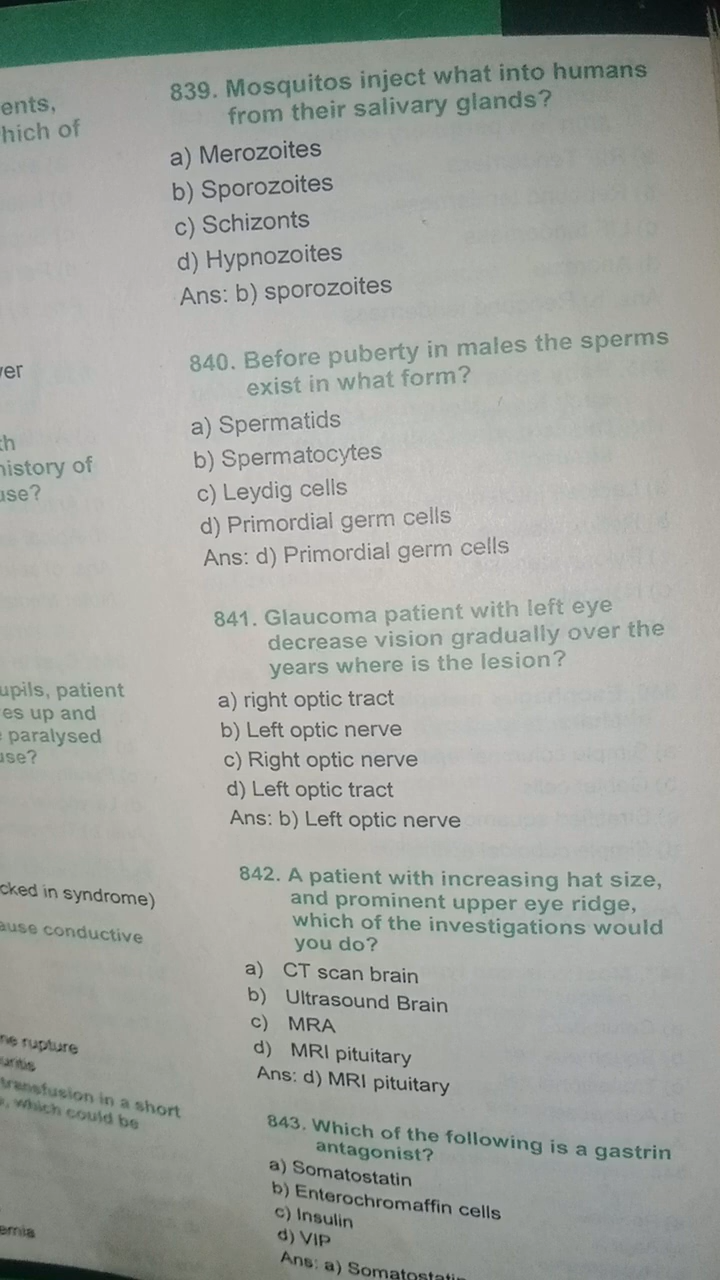 ents,
hich of
er
th
history of
use?
upils, patient
es up and
paralysed
use?
cked in syndrome)
ause conductive
ne rupture
transfusion in a short
, which could be
emia
839. Mosquitos inject what into humans
from their salivary glands?
a) Merozoites
b) Sporozoites
c) Schizonts
d) Hypnozoites
Ans: b) sporozoites
840. Before puberty in males the sperms
exist in what form?
a) Spermatids
b) Spermatocytes
c) Leydig cells
d) Primordial germ cells
Ans: d) Primordial germ cells
841. Glaucoma patient with left eye
decrease vision gradually over the
years where is the lesion?
a) right optic tract
b) Left optic nerve
c) Right optic nerve
d) Left optic tract
Ans: b) Left optic nerve
842. A patient with increasing hat size,
and prominent upper eye ridge,
which of the investigations would
you do?
a) CT scan brain
b) Ultrasound Brain
c) MRA
d) MRI pituitary
Ans: d) MRI pituitary
843. Which of the following is a gastrin
antagonist?
a) Somatostatin
b) Enterochromaffin cells
c) Insulin
d) VIP
Ans: a) Somatostatin